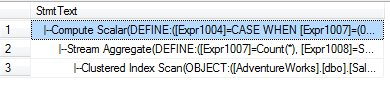 StmtText
1 |--Compute Scalar(DEFINE:([Expr1004]=CASE WHEN [Expr1007]=(0...
2 |--Stream Aggregate(DEFINE:([Expr1007]=Count(*), [Expr1008]=S...
3 |--Clustered Index Scan(OBJECT:([AdventureWorks].[dbo].[Sal...